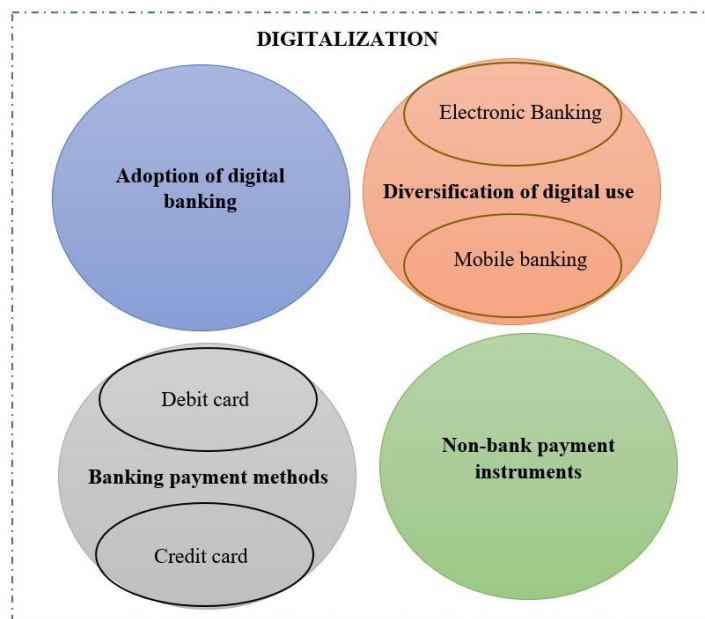 DIGITALIZATION
Adoption of digital
banking
Electronic Banking
Diversification of digital use
Mobile banking
Debit card
Banking payment methods
Credit card
Non-bank payment
instruments